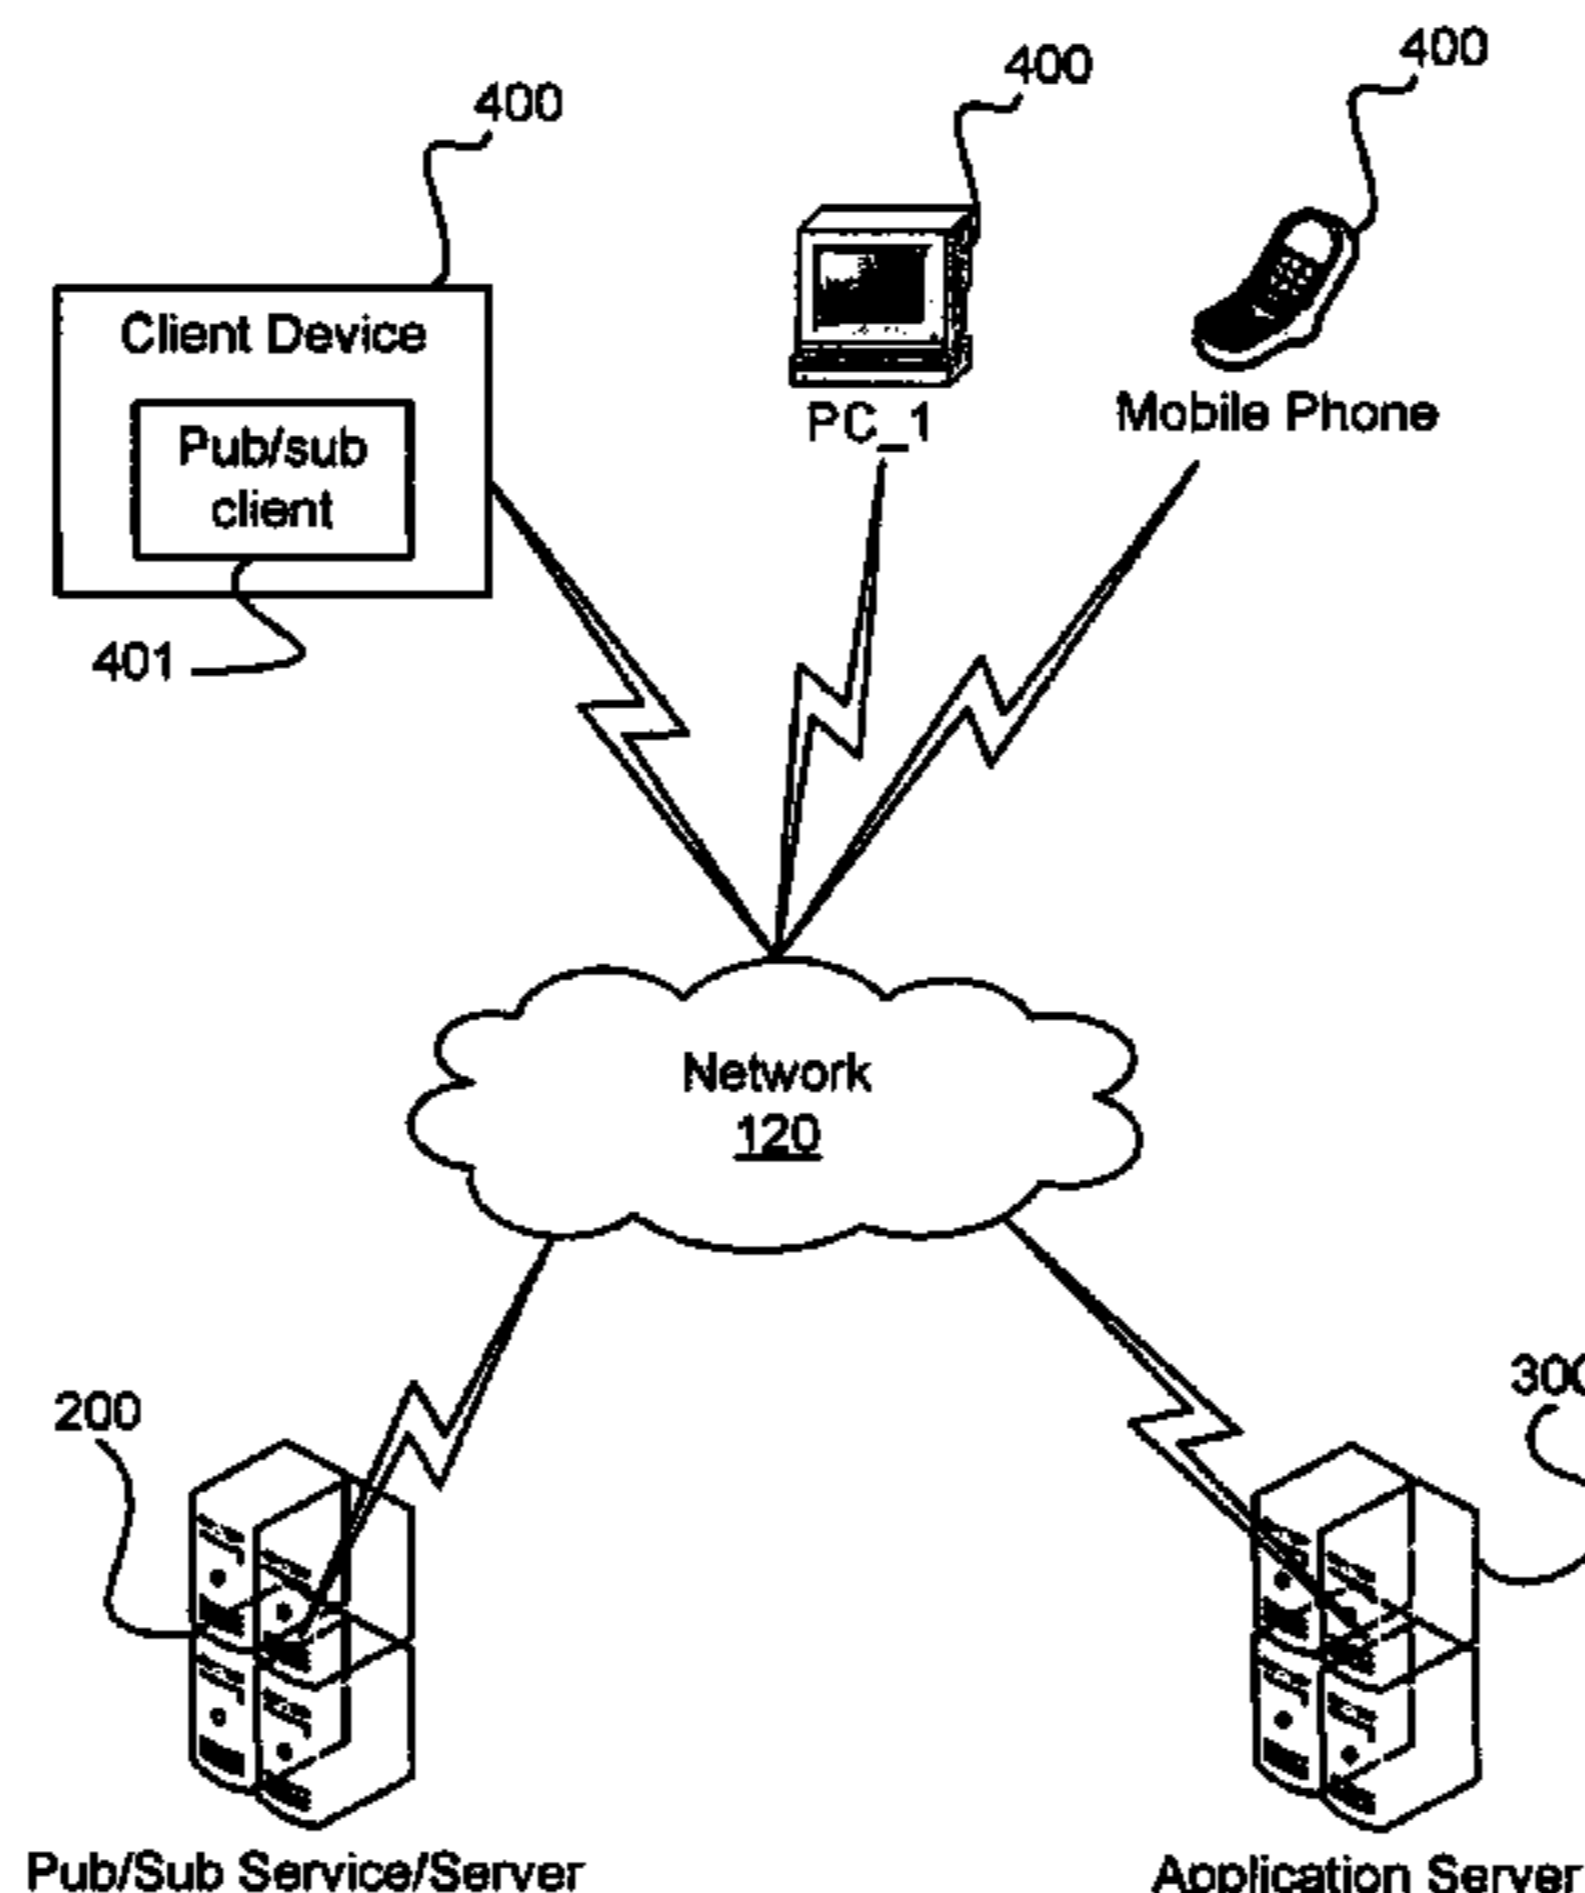 400
400
400
Client Device
Pub/sub
client
PC_1
Mobile Phone
401
Network
120
200
300
Pub/Sub Service/Server
Application Server